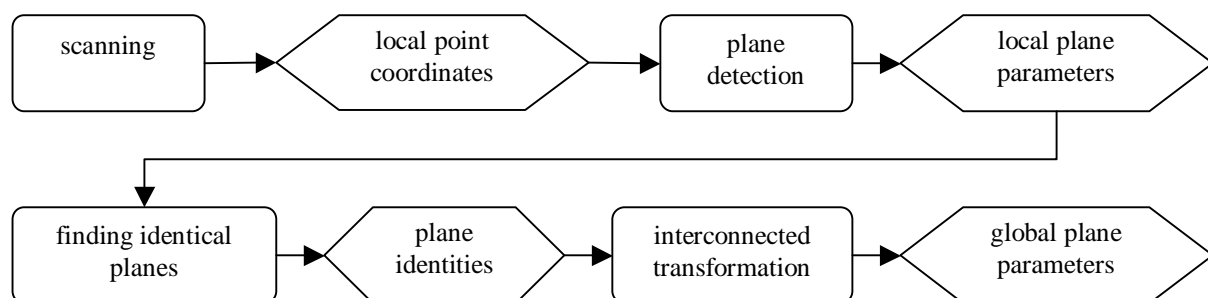 scanning
local point
coordinates
plane
detection
local plane
parameters
finding identical
planes
plane
identities
interconnected
transformation
global plane
parameters